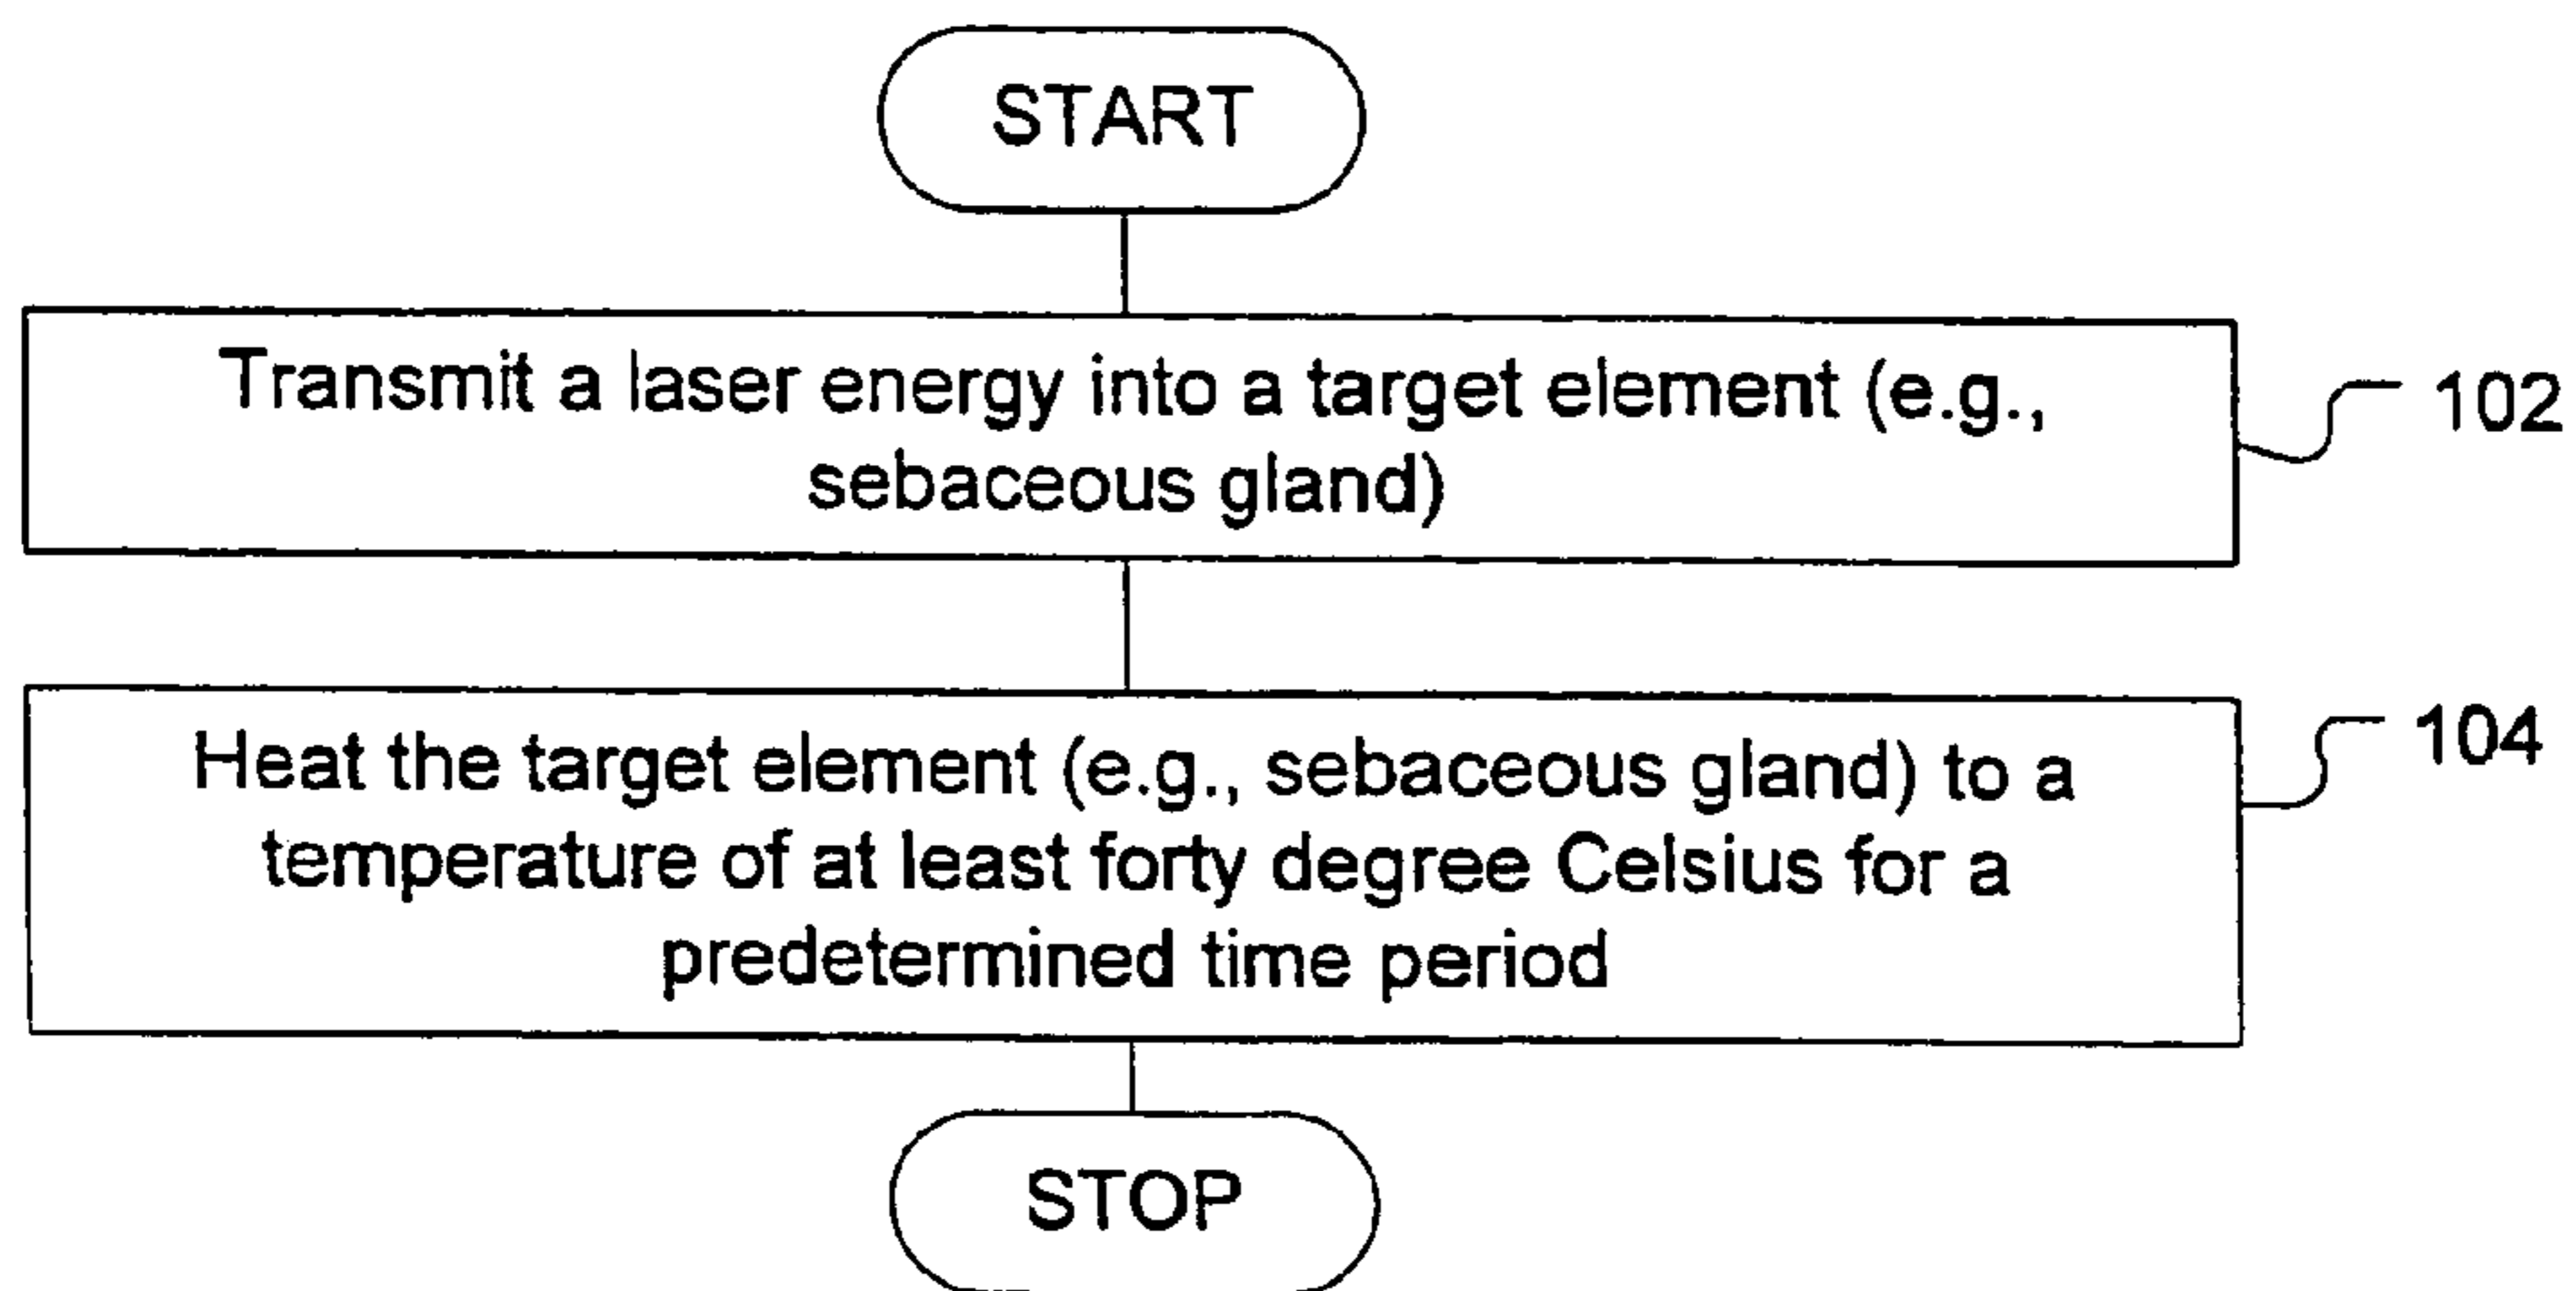 START
Transmit a laser energy into a target element (e.g.,
sebaceous gland)
102
Heat the target element (e.g., sebaceous gland) to a
temperature of at least forty degree Celsius for a
predetermined time period
104
STOP